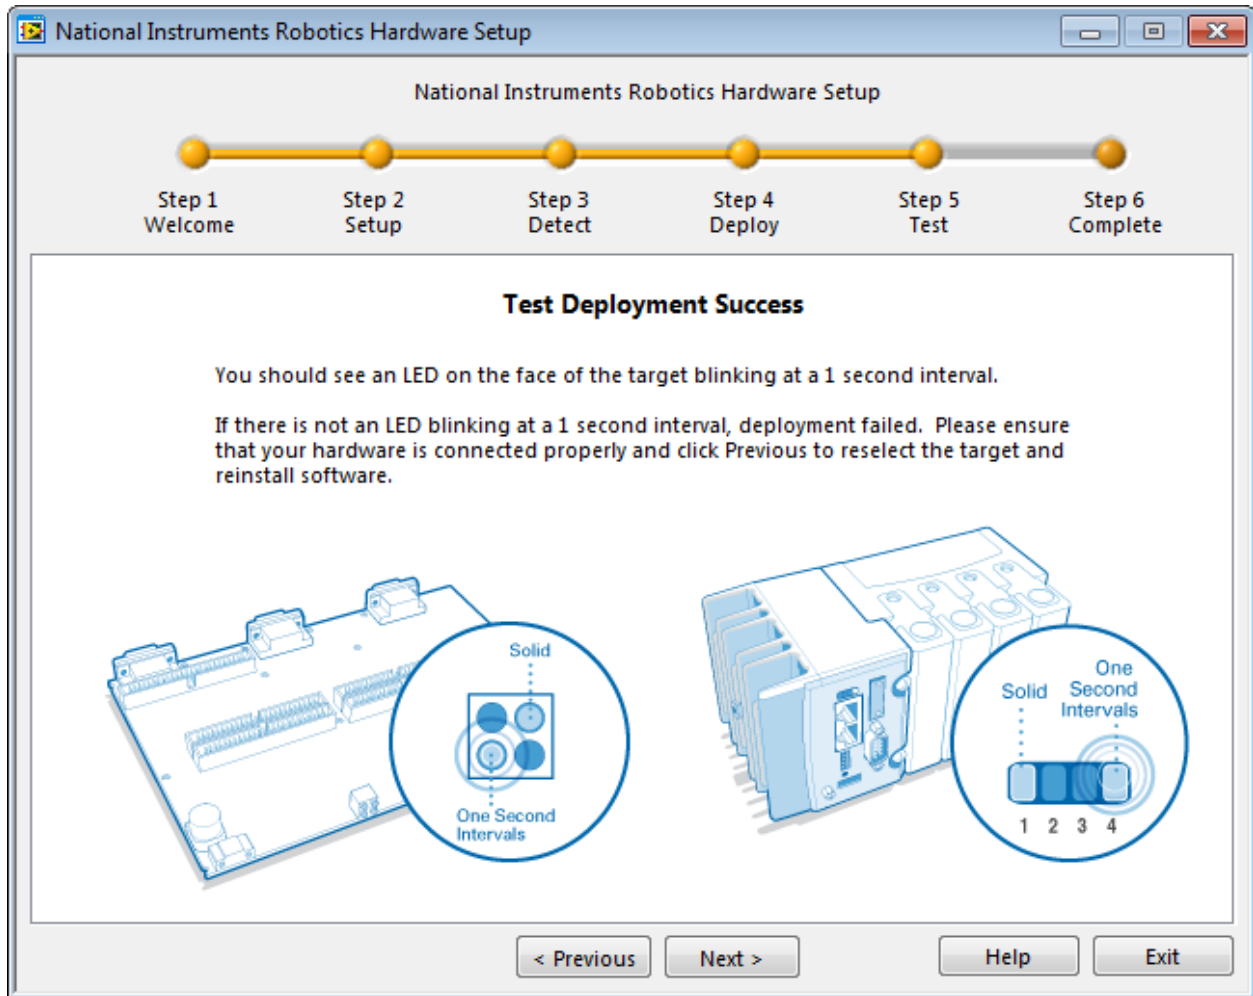 National Instruments Robotics Hardware Setup
National Instruments Robotics Hardware Setup
Step 1
Welcome
Step 2
Setup
Step 3
Detect
Step 4
Deploy
Step 5
Test
Step 6
Complete
Test Deployment Success
You should see an LED on the face of the target blinking at a 1 second interval.
If there is not an LED blinking at a 1 second interval, deployment failed.  Please ensure
that your hardware is connected properly and click Previous to reselect the target and
reinstall software.
Solid
One Second
Intervals
Solid
One
Second
Intervals
1 2 3 4
< Previous
Next >
Help
Exit